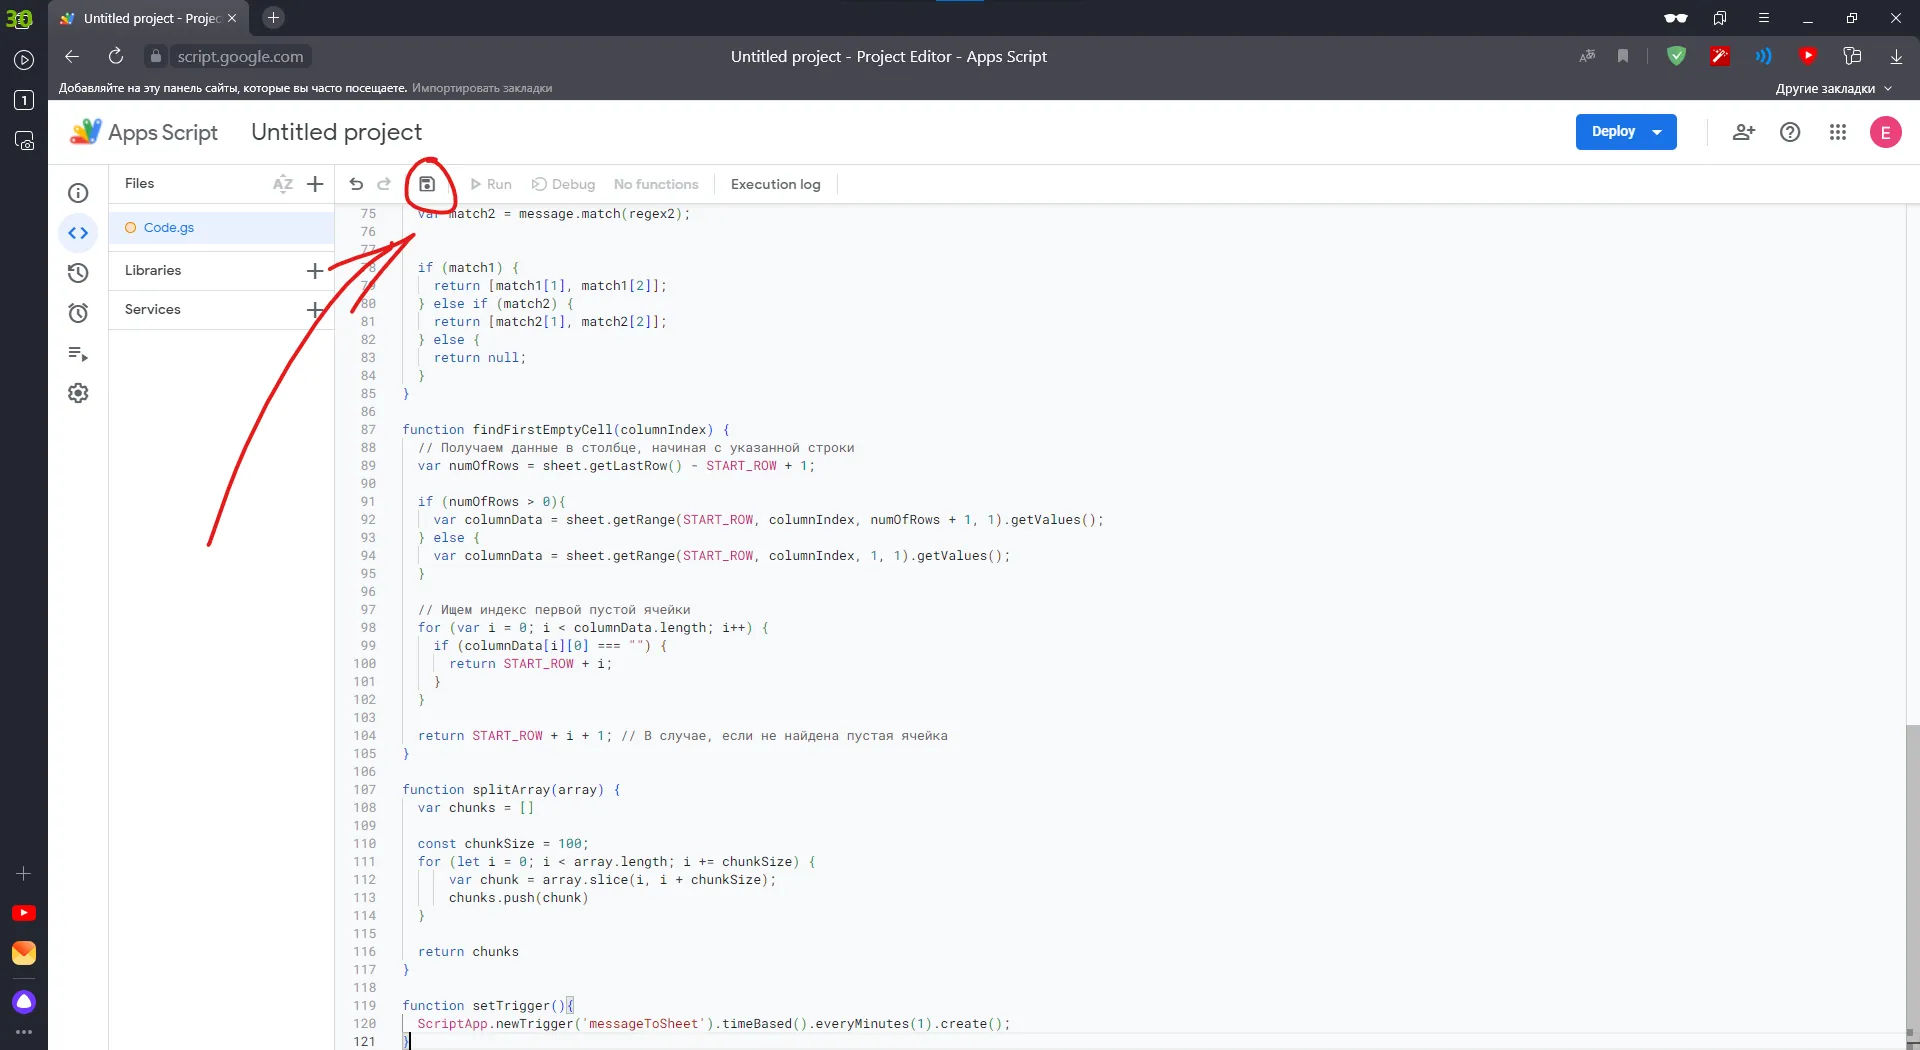 30
Untitled project - Projec
script.google.com
Untitled project - Project Editor - Apps Script
Добавляйте на эту панель сайты, которые вы часто посещаете. Импортировать закладки
Другие закладки
1
Apps Script
Untitled project
Deploy
E
Files
AZ
Run
Debug
No functions
Execution log
Code.gs
Libraries
Services
75 var match2 = message.match(regex2);
76
77
78 if (match1) {
79 return [match1[1], match1[2]];
80 } else if (match2) {
81 return [match2[1], match2[2]];
82 } else {
83 return null;
84 }
85 }
86
87 function findFirstEmptyCell(columnIndex) {
88 // Получаем данные в столбце, начиная с указанной строки
89 var numOfRows = sheet.getLastRow() - START_ROW + 1;
90
91 if (numOfRows > 0){
92 var columnData = sheet.getRange(START_ROW, columnIndex, numOfRows + 1, 1).getValues();
93 } else {
94 var columnData = sheet.getRange(START_ROW, columnIndex, 1, 1).getValues();
95 }
96
97 // Ищем индекс первой пустой ячейки
98 for (var i = 0; i < columnData.length; i++) {
99 if (columnData[i][0] === "") {
100 return START_ROW + i;
101 }
102 }
103
104 return START_ROW + i + 1; // В случае, если не найдена пустая ячейка
105 }
106
107 function splitArray(array) {
108 var chunks = []
109
110 const chunkSize = 100;
111 for (let i = 0; i < array.length; i += chunkSize) {
112 var chunk = array.slice(i, i + chunkSize);
113 chunks.push(chunk)
114 }
115
116 return chunks
117 }
118
119 function setTrigger(){
120 ScriptApp.newTrigger('messageToSheet').timeBased().everyMinutes(1).create();
121 }